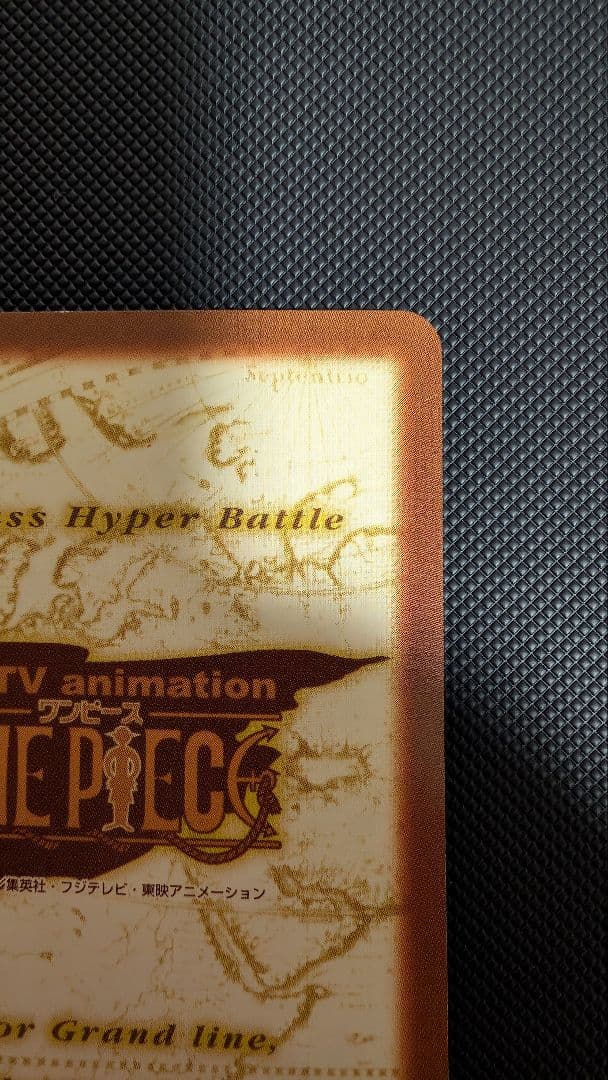 Septentrio
ss Hyper Battle
TV animation
ワンピース
NE PIECE
集英社・フジテレビ・東映アニメーション
or Grand line,